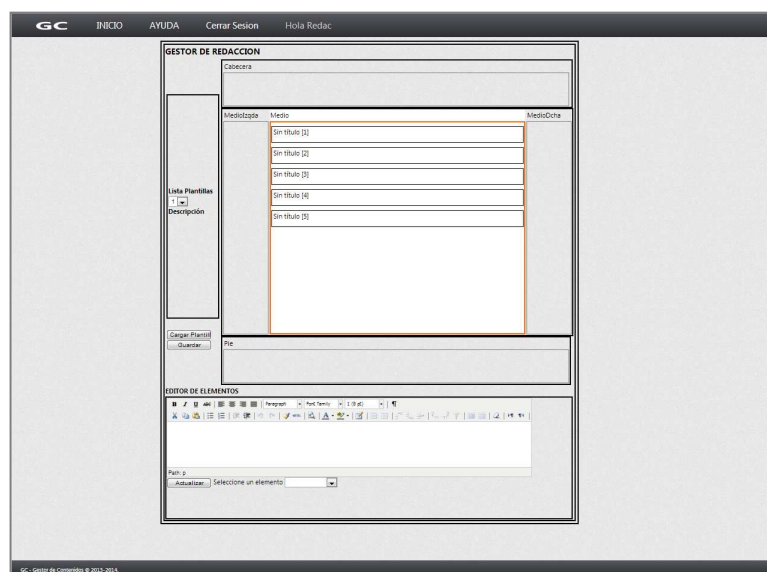 GC INICIO AYUDA Cerrar Sesion Hola Redac
GESTOR DE REDACCION
Cabecera
MedioIzqda Medio MedioDcha
Sin título [1]
Sin título [2]
Sin título [3]
Sin título [4]
Sin título [5]
Lista Plantillas
1
Descripción
Cargar Plantill
Guardar
Pie
EDITOR DE ELEMENTOS
B I U ABC Paragraph Font Family 1 (8 pt)
Path: p
Actualizar Seleccione un elemento
GC - Gestor de Contenidos © 2013-2014.